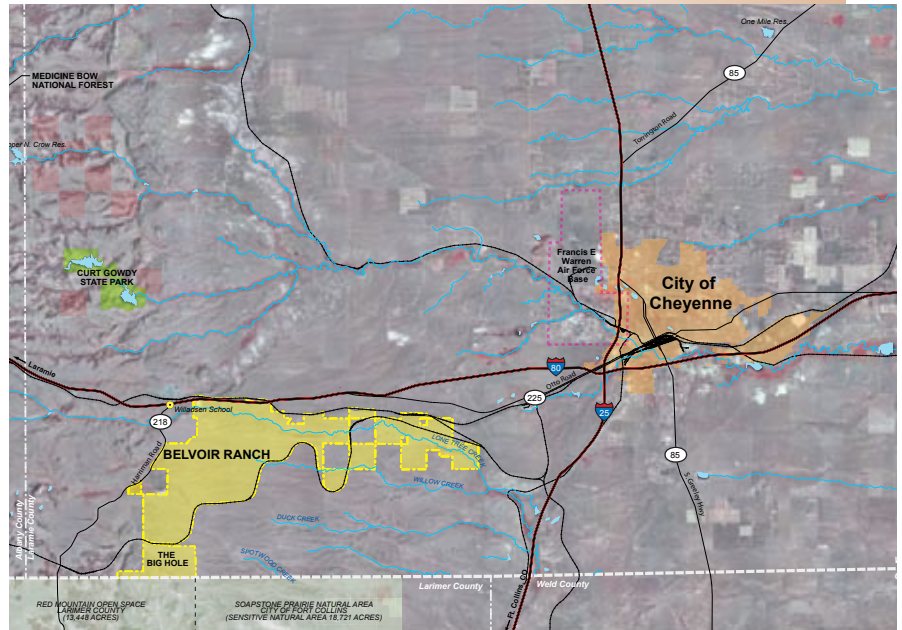 One Mile Res.
MEDICINE BOW
NATIONAL FOREST
85
Torrington Road
N. Crow Res.
Francis E
Warren
Air Force
Base
CURT GOWDY
STATE PARK
City of
Cheyenne
Laramie
80
Otto Road
225
25
Willadsen School
218
BELVOIR RANCH
LONE TREE CREEK
Harriman Road
85
WILLOW CREEK
S. Greeley Hwy
DUCK CREEK
Albany County
Laramie County
THE
BIG HOLE
SPOTWOOD CREEK
Larimer County
Weld County
Ft. Collins, CO
RED MOUNTAIN OPEN SPACE
LARIMER COUNTY
(13,448 ACRES)
SOAPSTONE PRAIRIE NATURAL AREA
CITY OF FORT COLLINS
(SENSITIVE NATURAL AREA 18,721 ACRES)